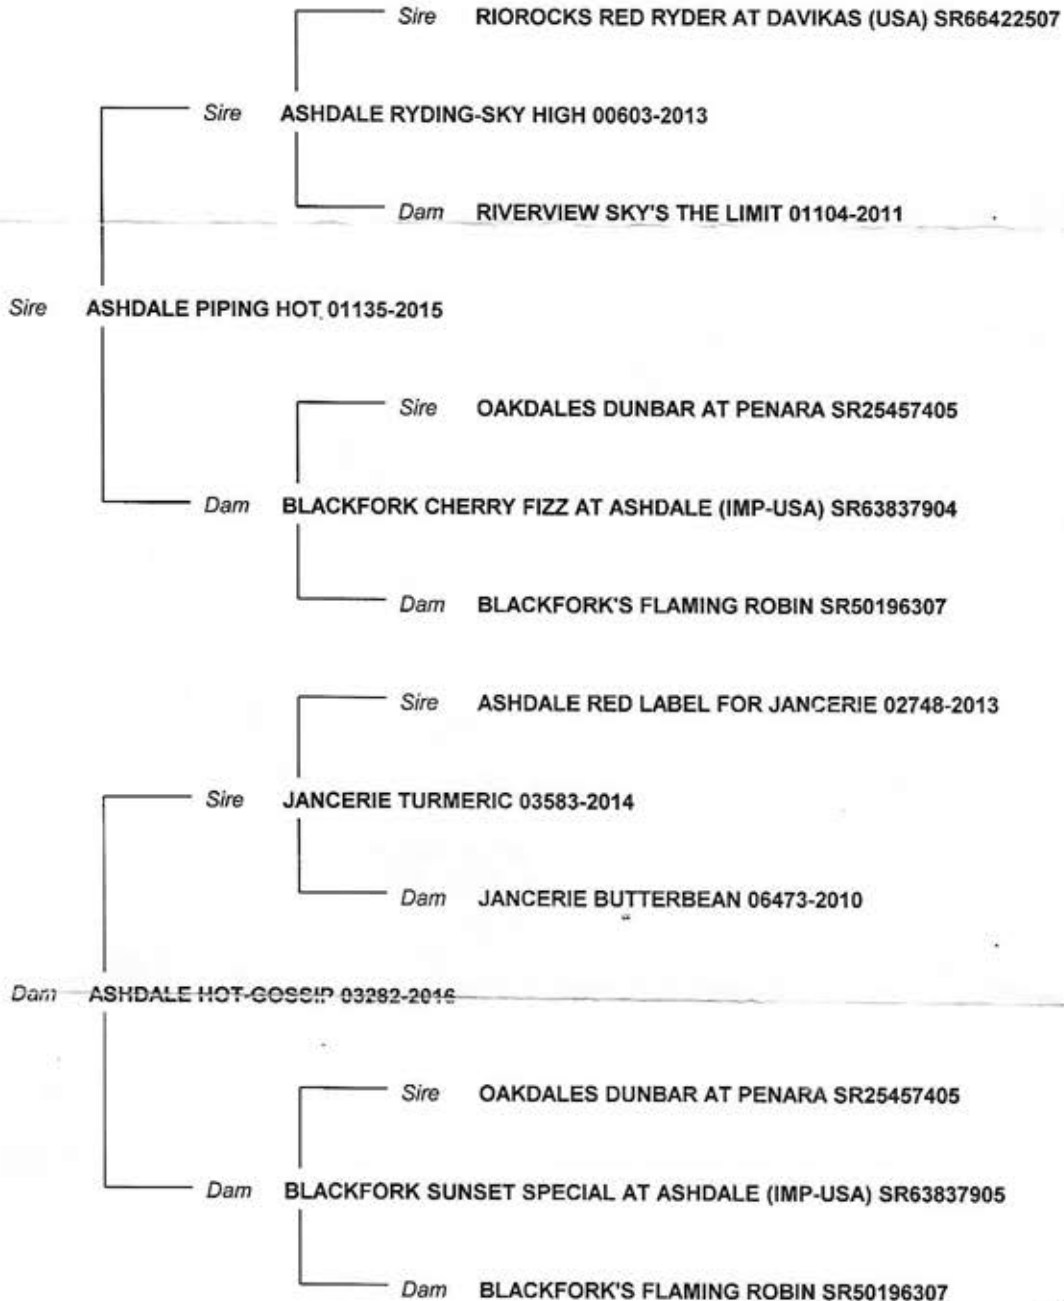 Sire RIOROCKS RED RYDER AT DAVIKAS (USA) SR66422507
Sire ASHDALE RYDING-SKY HIGH 00603-2013
Dam RIVERVIEW SKY'S THE LIMIT 01104-2011
Sire ASHDALE PIPING HOT 01135-2015
Sire OAKDALES DUNBAR AT PENARA SR25457405
Dam BLACKFORK CHERRY FIZZ AT ASHDALE (IMP-USA) SR63837904
Dam BLACKFORK'S FLAMING ROBIN SR50196307
Sire ASHDALE RED LABEL FOR JANCERIE 02748-2013
Sire JANCERIE TURMERIC 03583-2014
Dam JANCERIE BUTTERBEAN 06473-2010
Dam ASHDALE HOT-GOSSIP 03282-2016
Sire OAKDALES DUNBAR AT PENARA SR25457405
Dam BLACKFORK SUNSET SPECIAL AT ASHDALE (IMP-USA) SR63837905
Dam BLACKFORK'S FLAMING ROBIN SR50196307